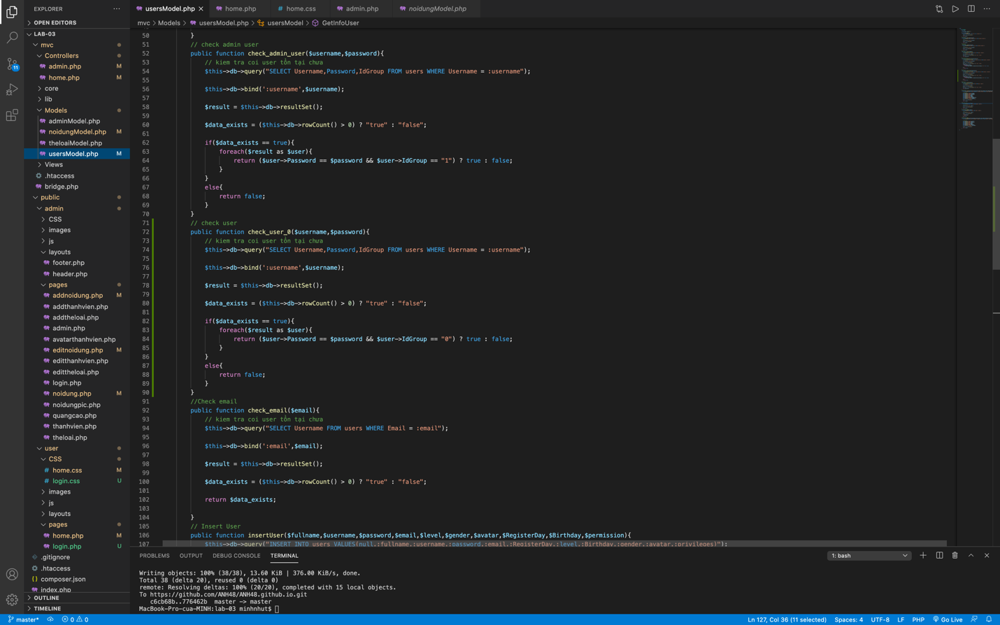 EXPLORER
···
usersModel.php
home.php
home.css
admin.php
noidungModel.php
OPEN EDITORS
mvc > Models > usersModel.php > usersModel > GetInfoUser
LAB-03
mvc
Controllers
admin.php M
home.php M
core
lib
Models
adminModel.php
noidungModel.php M
theloaiModel.php
usersModel.php M
Views
.htaccess
bridge.php
public
admin
CSS
images
js
layouts
footer.php
header.php
pages
addnoidung.php M
addthanhvien.php
addtheloai.php
admin.php
avatarthanhvien.php
editnoidung.php M
editthanhvien.php
edittheloai.php
login.php
noidung.php M
noidungpic.php
quangcao.php
thanhvien.php
theloai.php
user
CSS
home.css M
login.css U
images
js
layouts
pages
home.php M
login.php U
.gitignore
.htaccess
composer.json
index.php
OUTLINE
TIMELINE
11
50 }
51 // check admin user
52 public function check_admin_user($username,$password){
53 // kiem tra coi user tồn tại chưa
54 $this->db->query("SELECT Username,Password,IdGroup FROM users WHERE Username = :username");
55
56 $this->db->bind(':username',$username);
57
58 $result = $this->db->resultSet();
59
60 $data_exists = ($this->db->rowCount() > 0) ? "true" : "false";
61
62 if($data_exists == true){
63 foreach($result as $user){
64 return ($user->Password == $password && $user->IdGroup == "1") ? true : false;
65 }
66 }
67 else{
68 return false;
69 }
70 }
71 // check user
72 public function check_user_0($username,$password){
73 // kiem tra coi user tồn tại chưa
74 $this->db->query("SELECT Username,Password,IdGroup FROM users WHERE Username = :username");
75
76 $this->db->bind(':username',$username);
77
78 $result = $this->db->resultSet();
79
80 $data_exists = ($this->db->rowCount() > 0) ? "true" : "false";
81
82 if($data_exists == true){
83 foreach($result as $user){
84 return ($user->Password == $password && $user->IdGroup == "0") ? true : false;
85 }
86 }
87 else{
88 return false;
89 }
90 }
91 //Check email
92 public function check_email($email){
93 // kiem tra coi user tồn tại chưa
94 $this->db->query("SELECT Username FROM users WHERE Email = :email");
95
96 $this->db->bind(':email',$email);
97
98 $result = $this->db->resultSet();
99
100 $data_exists = ($this->db->rowCount() > 0) ? "true" : "false";
101
102 return $data_exists;
103
104 }
105 // Insert User
106 public function insertUser($fullname,$username,$password,$email,$level,$gender,$avatar,$RegisterDay,$Birthday,$permission){
107 $this->db->query("INSERT INTO users VALUES(null,:fullname,:username,:password,:email,:RegisterDay,:level,:Birthday,:gender,:avatar,:privileges)");
PROBLEMS OUTPUT DEBUG CONSOLE TERMINAL
1: bash
Writing objects: 100% (38/38), 13.60 KiB | 376.00 KiB/s, done.
Total 38 (delta 20), reused 0 (delta 0)
remote: Resolving deltas: 100% (20/20), completed with 15 local objects.
To https://github.com/ANH48/ANH48.github.io.git
c6cb68b..776462b master -> master
MacBook-Pro-cua-MINH:lab-03 minhnhut$
master* 0 0
Ln 127, Col 36 (11 selected) Spaces: 4 UTF-8 LF PHP Go Live